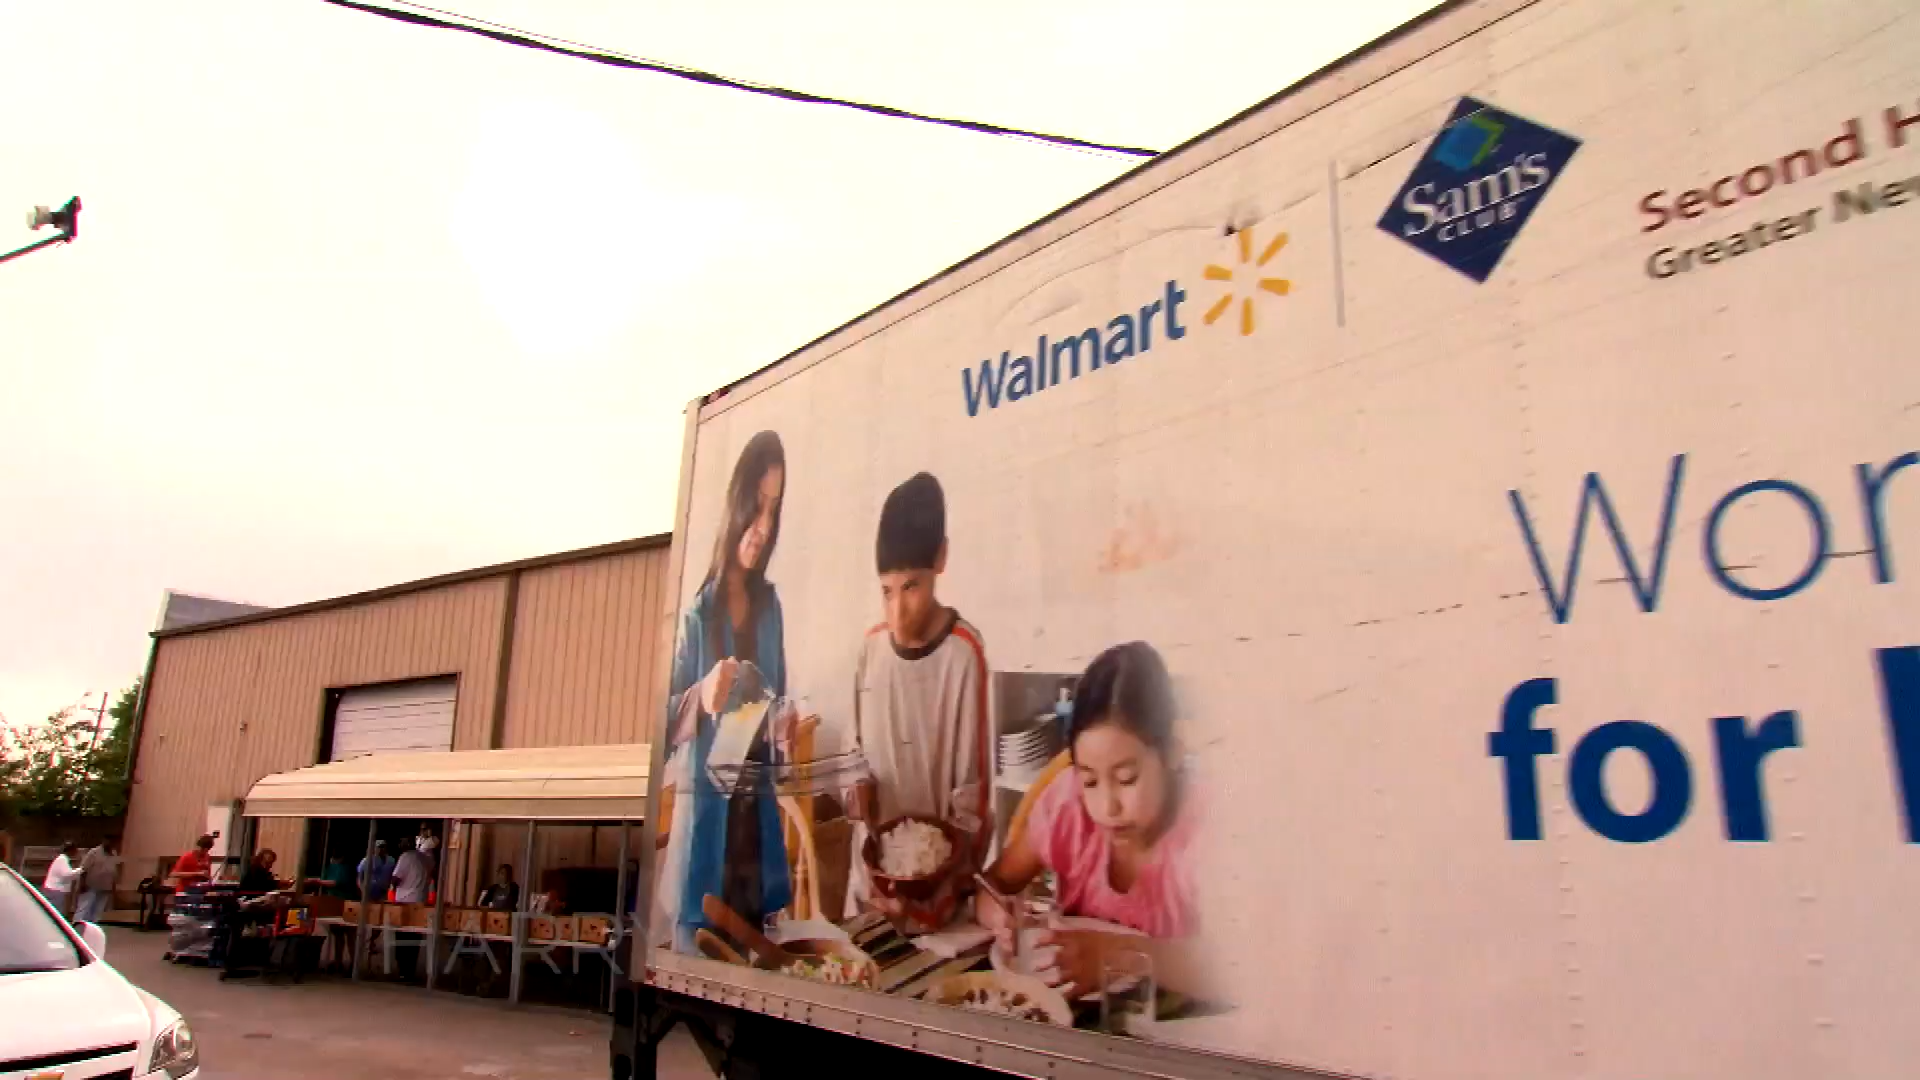 Walmart
Sam's
CLUB
Second H
Greater Ne
Wor
for
HARRY